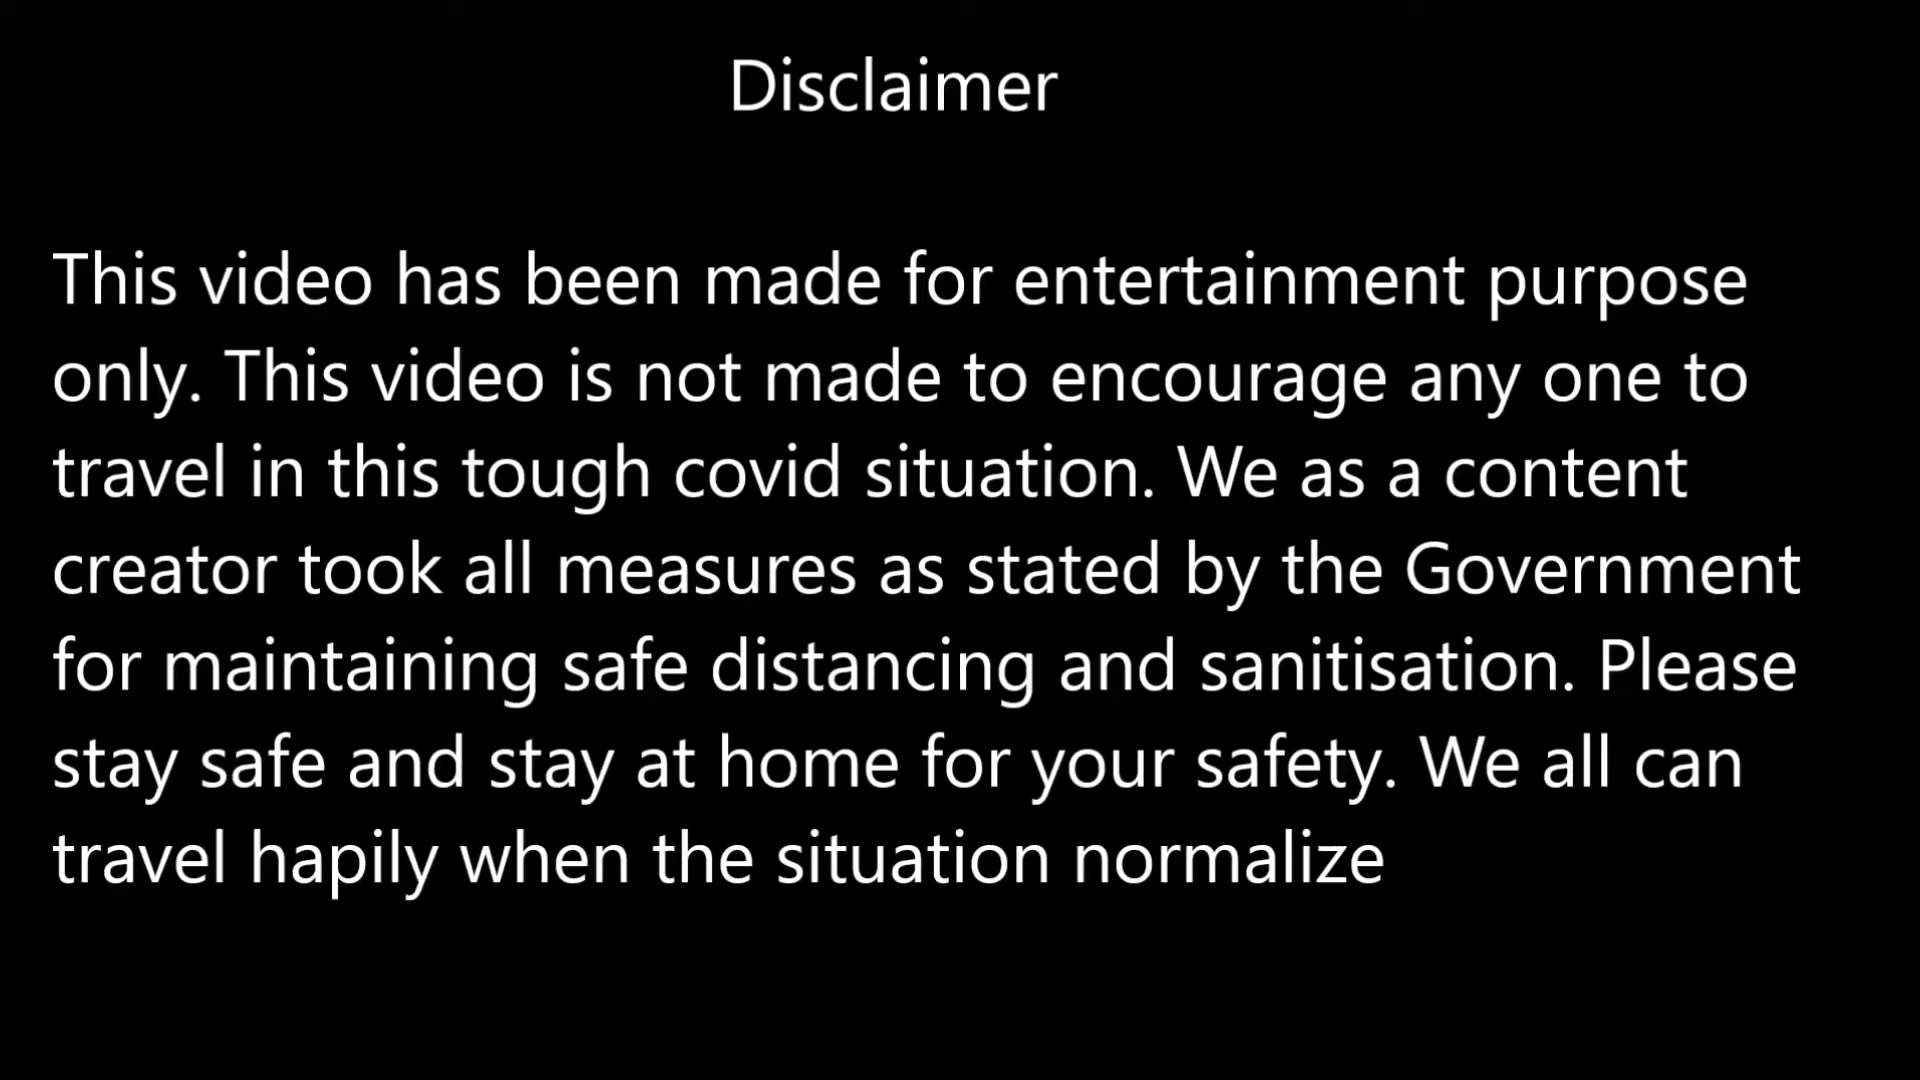 Disclaimer
This video has been made for entertainment purpose
only. This video is not made to encourage any one to
travel in this tough covid situation. We as a content
creator took all measures as stated by the Government
for maintaining safe distancing and sanitisation. Please
stay safe and stay at home for your safety. We all can
travel hapily when the situation normalize